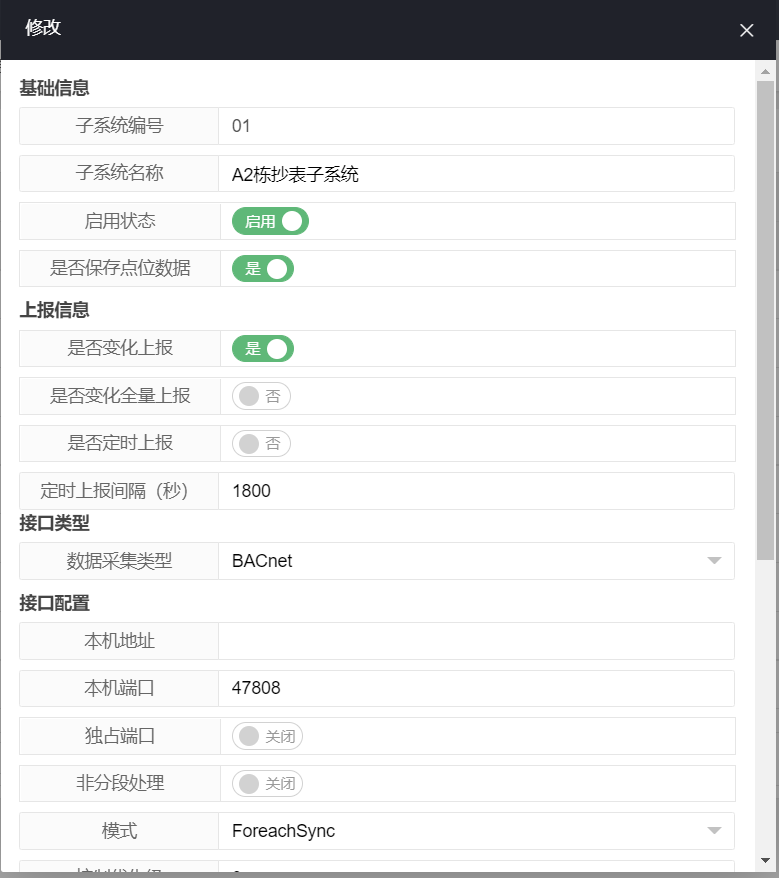 修改
基础信息
子系统编号 01
子系统名称 A2栋抄表子系统
启用状态 启用
是否保存点位数据 是
上报信息
是否变化上报 是
是否变化全量上报 否
是否定时上报 否
定时上报间隔（秒） 1800
接口类型
数据采集类型 BACnet
接口配置
本机地址
本机端口 47808
独占端口 关闭
非分段处理 关闭
模式 ForeachSync